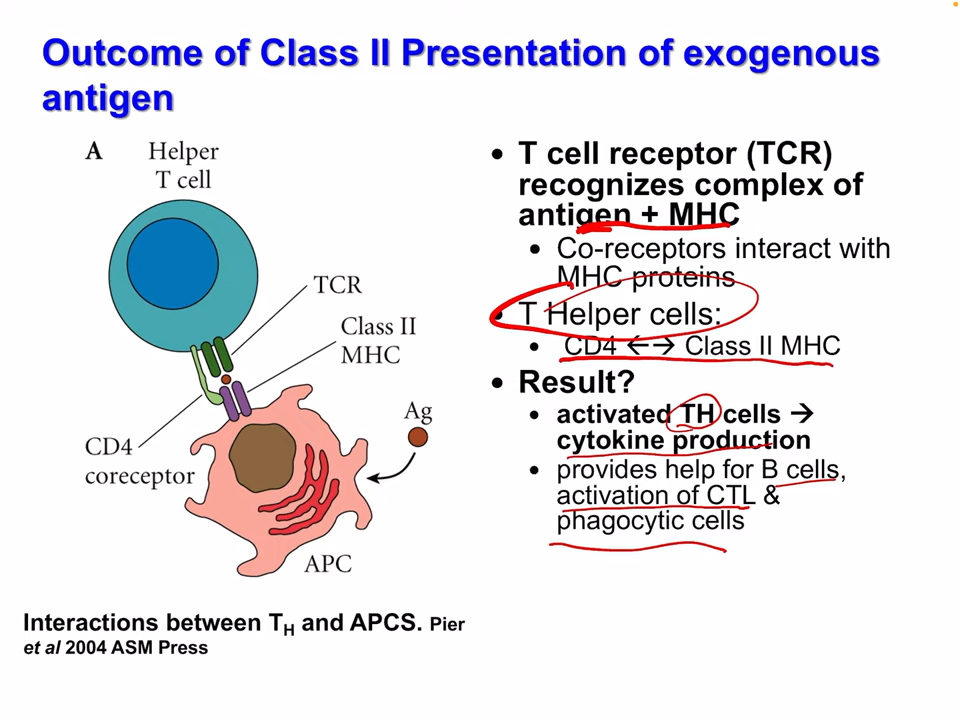 Outcome of Class II Presentation of exogenous
antigen
A Helper
T cell
TCR
Class II
MHC
Ag
CD4
coreceptor
APC
Interactions between TH and APCS. Pier
et al 2004 ASM Press
• T cell receptor (TCR)
recognizes complex of
antigen + MHC
• Co-receptors interact with
MHC proteins
• T Helper cells:
• CD4 ←→ Class II MHC
• Result?
• activated TH cells →
cytokine production
• provides help for B cells,
activation of CTL &
phagocytic cells